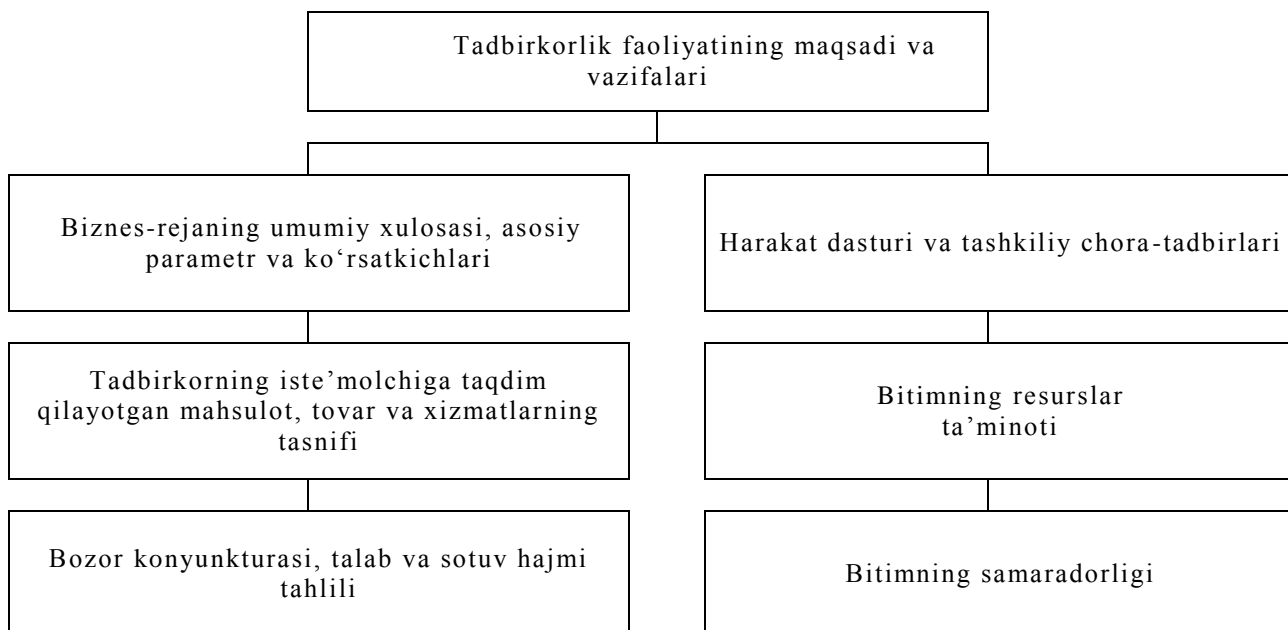 Tadbirkorlik faoliyatining maqsadi va
vazifalari
Biznes-rejaning umumiy xulosasi, asosiy
parametr va ko‘rsatkichlari
Harakat dasturi va tashkiliy chora-tadbirlari
Tadbirkorning iste’molchiga taqdim
qilayotgan mahsulot, tovar va xizmatlarning
tasnifi
Bitimning resurslar
ta’minoti
Bozor konyunkturasi, talab va sotuv hajmi
tahlili
Bitimning samaradorligi